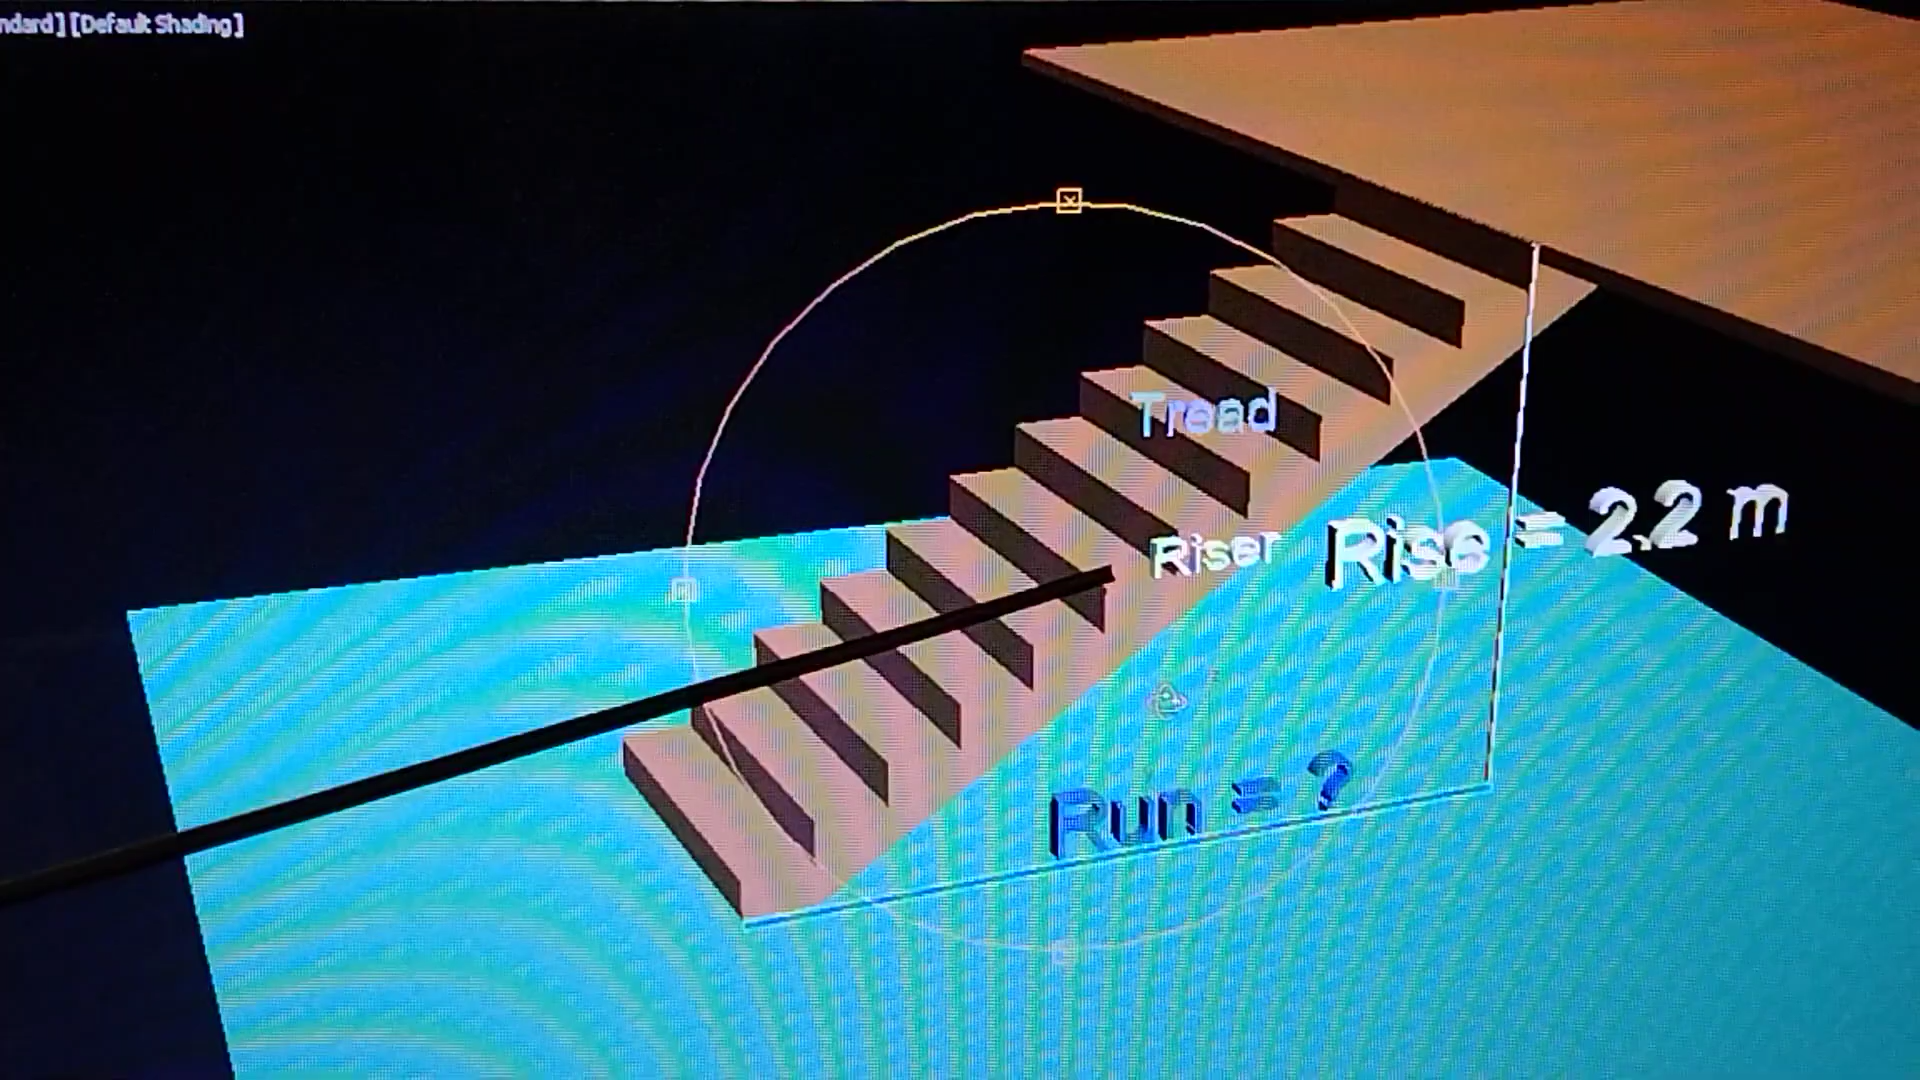 ndard] [Default Shading]
Tread
Riser
Rise = 2.2 m
Run = ?